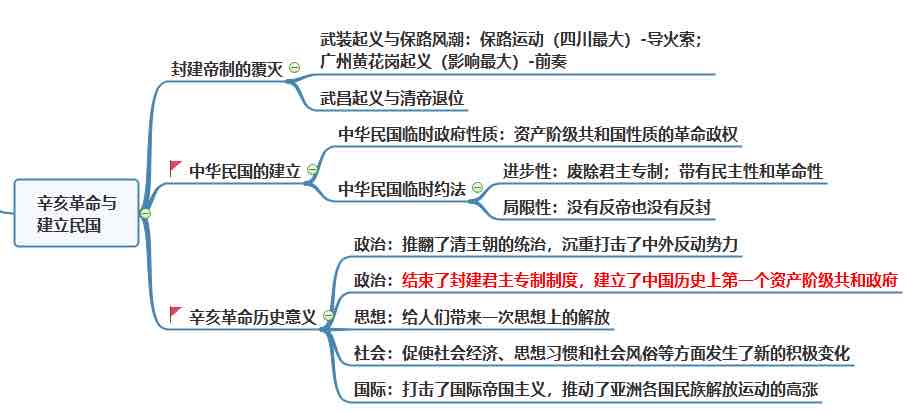 辛亥革命与
建立民国
封建帝制的覆灭
武装起义与保路风潮：保路运动（四川最大）-导火索；
广州黄花岗起义（影响最大）-前奏
武昌起义与清帝退位
中华民国的建立
中华民国临时政府性质：资产阶级共和国性质的革命政权
中华民国临时约法
进步性：废除君主专制；带有民主性和革命性
局限性：没有反帝也没有反封
辛亥革命历史意义
政治：推翻了清王朝的统治，沉重打击了中外反动势力
政治：结束了封建君主专制制度，建立了中国历史上第一个资产阶级共和政府
思想：给人们带来一次思想上的解放
社会：促使社会经济、思想习惯和社会风俗等方面发生了新的积极变化
国际：打击了国际帝国主义，推动了亚洲各国民族解放运动的高涨